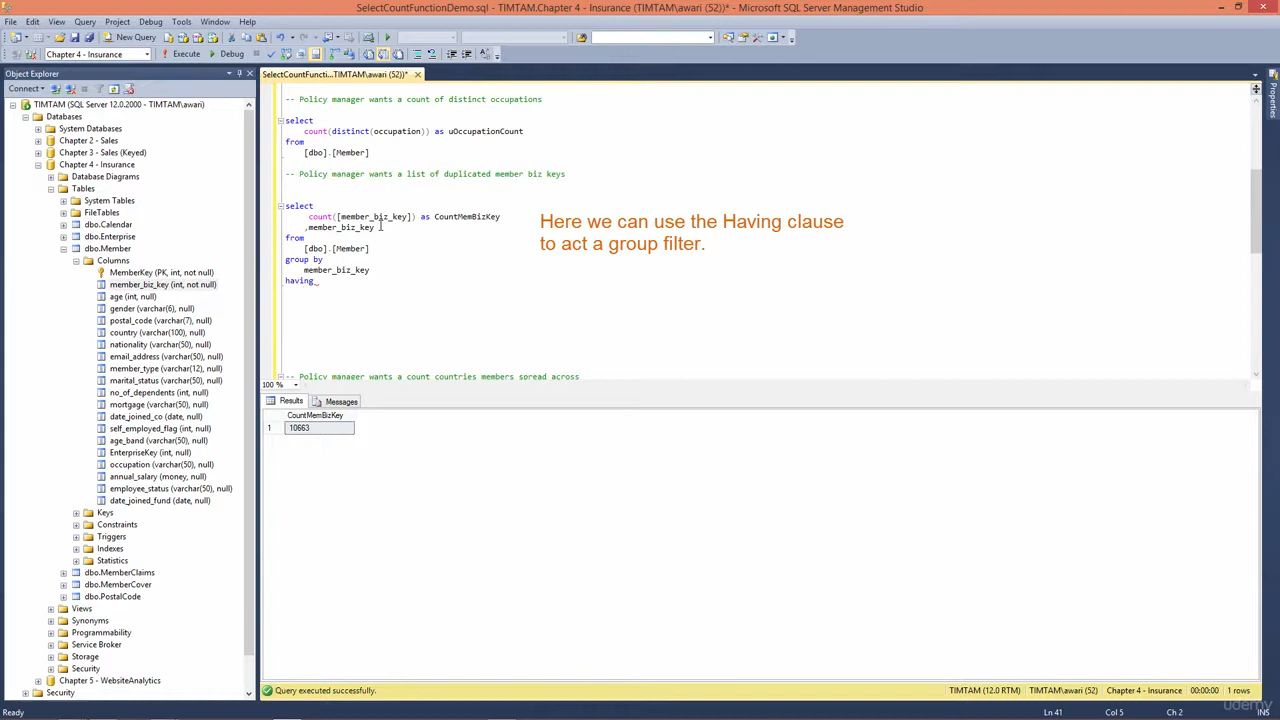 SelectCountFunctionDemo.sql - TIMTAM.Chapter 4 - Insurance (TIMTAM\awari (52))* - Microsoft SQL Server Management Studio
File Edit View Query Project Debug Tools Window Help
New Query
Chapter 4 - Insurance Execute Debug
Object Explorer
Connect
TIMTAM (SQL Server 12.0.2000 - TIMTAM\awari)
Databases
System Databases
Chapter 2 - Sales
Chapter 3 - Sales (Keyed)
Chapter 4 - Insurance
Database Diagrams
Tables
System Tables
FileTables
dbo.Calendar
dbo.Enterprise
dbo.Member
Columns
MemberKey (PK, int, not null)
member_biz_key (int, not null)
age (int, null)
gender (varchar(6), null)
postal_code (varchar(7), null)
country (varchar(100), null)
nationality (varchar(50), null)
email_address (varchar(50), null)
member_type (varchar(12), null)
marital_status (varchar(50), null)
no_of_dependents (int, null)
mortgage (varchar(50), null)
date_joined_co (date, null)
self_employed_flag (int, null)
age_band (varchar(50), null)
EnterpriseKey (int, null)
occupation (varchar(50), null)
annual_salary (money, null)
employee_status (varchar(50), null)
date_joined_fund (date, null)
Keys
Constraints
Triggers
Indexes
Statistics
dbo.MemberClaims
dbo.MemberCover
dbo.PostalCode
Views
Synonyms
Programmability
Service Broker
Storage
Security
Chapter 5 - WebsiteAnalytics
Security
SelectCountFuncti...TIMTAM\awari (52))*
-- Policy manager wants a count of distinct occupations
select
count(distinct(occupation)) as uOccupationCount
from
[dbo].[Member]
-- Policy manager wants a list of duplicated member biz keys
select
count([member_biz_key]) as CountMemBizKey
,member_biz_key
from
[dbo].[Member]
group by
member_biz_key
having
Here we can use the Having clause
to act a group filter.
-- Policy manager wants a count countries members spread across
100 %
Results Messages
CountMemBizKey
1 10663
Query executed successfully. TIMTAM (12.0 RTM) TIMTAM\awari (52) Chapter 4 - Insurance 00:00:00 1 rows
Ready Ln 41 Col 5 Ch 2 INS
Properties
udemy